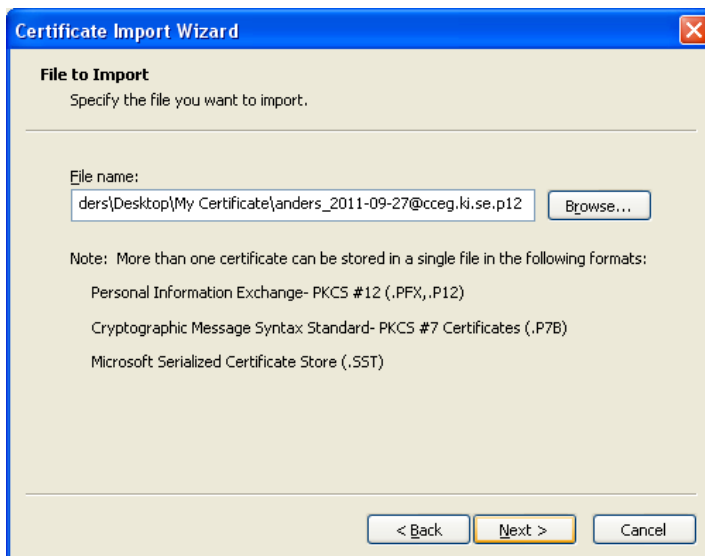 Certificate Import Wizard
File to Import
Specify the file you want to import.
File name:
ders\Desktop\My Certificate\anders_2011-09-27@cceg.ki.se.p12
Browse...
Note: More than one certificate can be stored in a single file in the following formats:
Personal Information Exchange- PKCS #12 (.PFX,.P12)
Cryptographic Message Syntax Standard- PKCS #7 Certificates (.P7B)
Microsoft Serialized Certificate Store (.SST)
< Back
Next >
Cancel